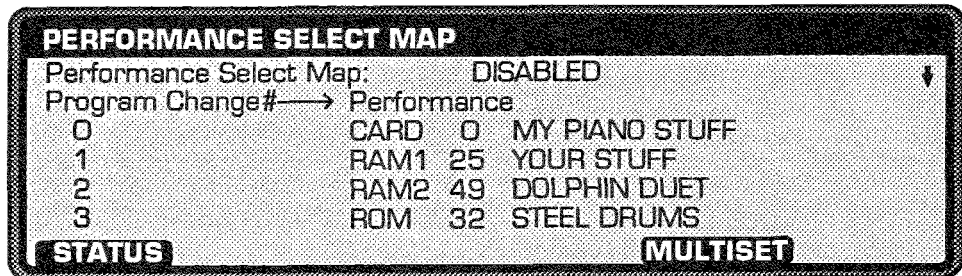 PERFORMANCE SELECT MAP
Performance Select Map: DISABLED
Program Change#⟶ Performance
0 CARD 0 MY PIANO STUFF
1 RAM1 25 YOUR STUFF
2 RAM2 49 DOLPHIN DUET
3 ROM 32 STEEL DRUMS
STATUS MULTISET